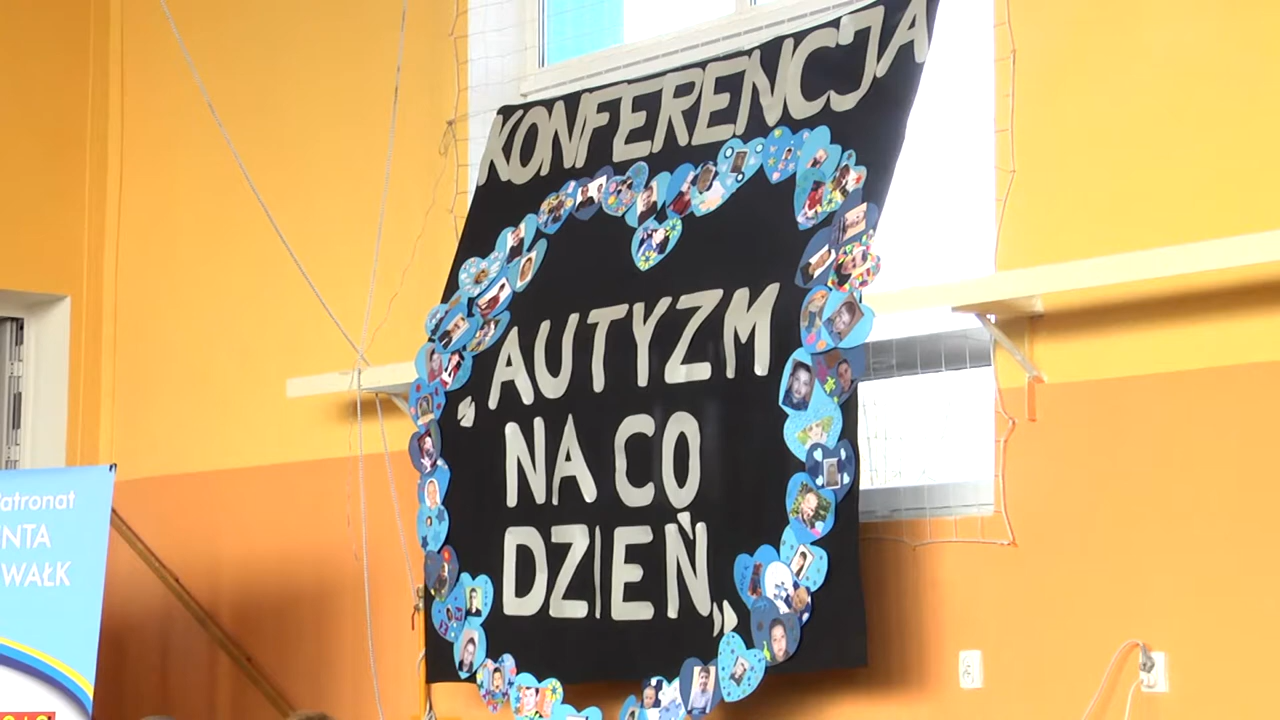 KONFERENCJA
„AUTYZM
NA CO
DZIEŃ„
atronat
NTA
WAŁK